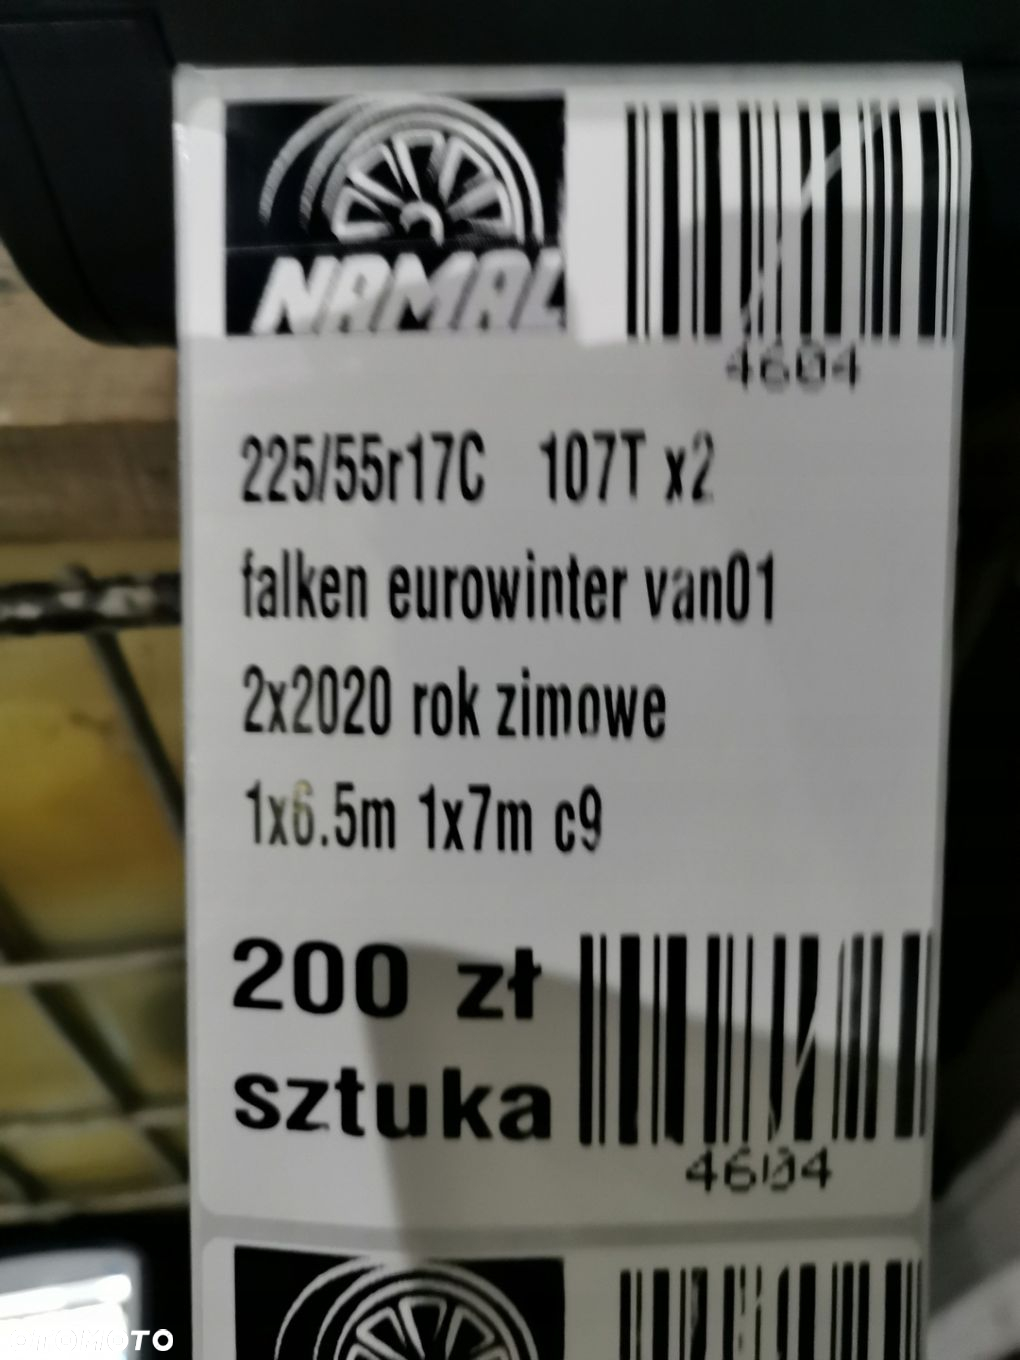 NAMAL
4604
225/55r17C 107T x2
falken eurowinter van01
2x2020 rok zimowe
1x6.5m 1x7m c9
200 zł
sztuka
4604
OTOMOTO